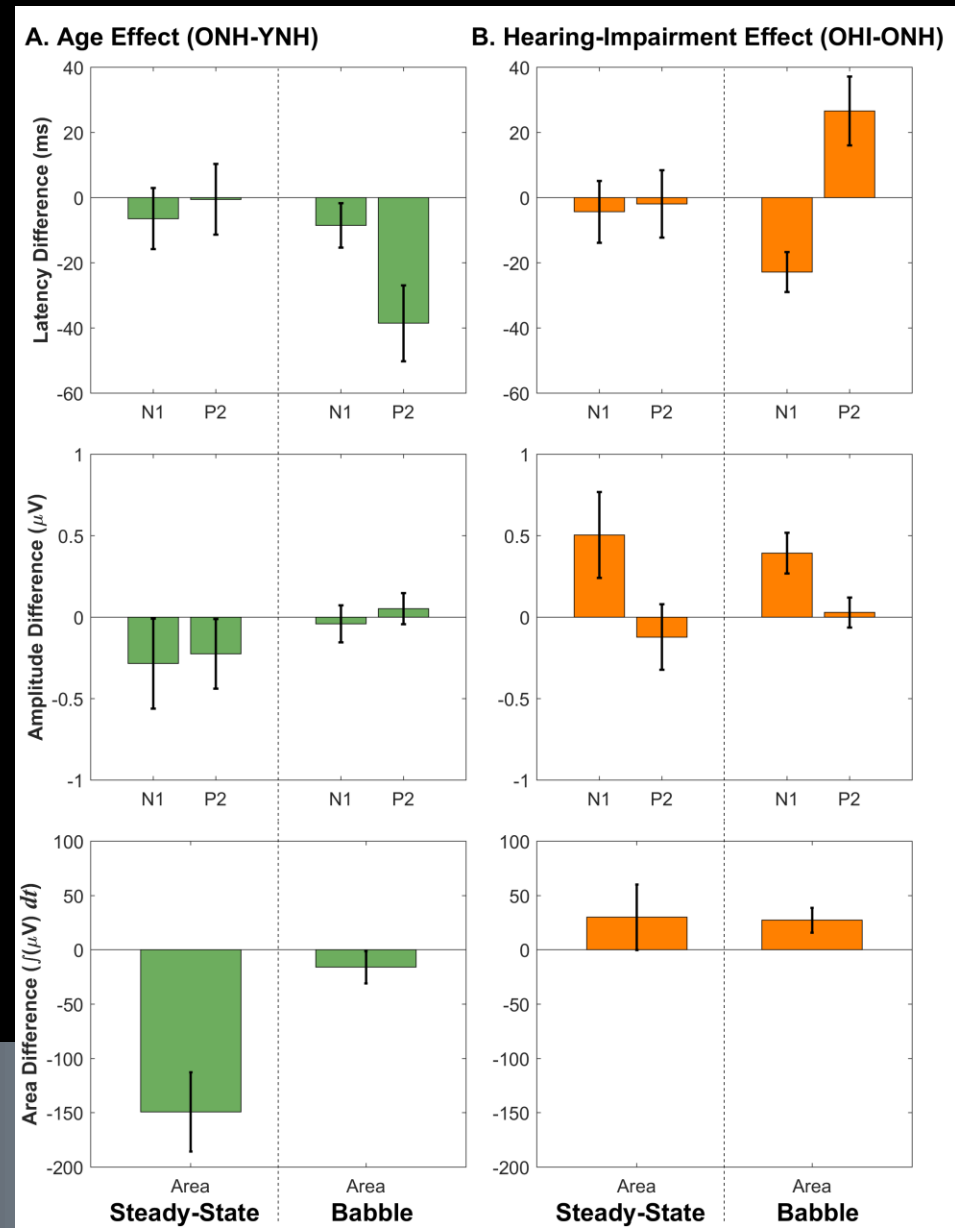 A. Age Effect (ONH-YNH)
B. Hearing-Impairment Effect (OHI-ONH)
Latency Difference (ms)
40
20
0
-20
-40
-60
N1 P2 N1 P2
40
20
0
-20
-40
-60
N1 P2 N1 P2
Amplitude Difference (μV)
1
0.5
0
-0.5
-1
N1 P2 N1 P2
1
0.5
0
-0.5
-1
N1 P2 N1 P2
Area Difference (∫(μV) dt)
100
50
0
-50
-100
-150
-200
Area Area
Steady-State Babble
100
50
0
-50
-100
-150
-200
Area Area
Steady-State Babble